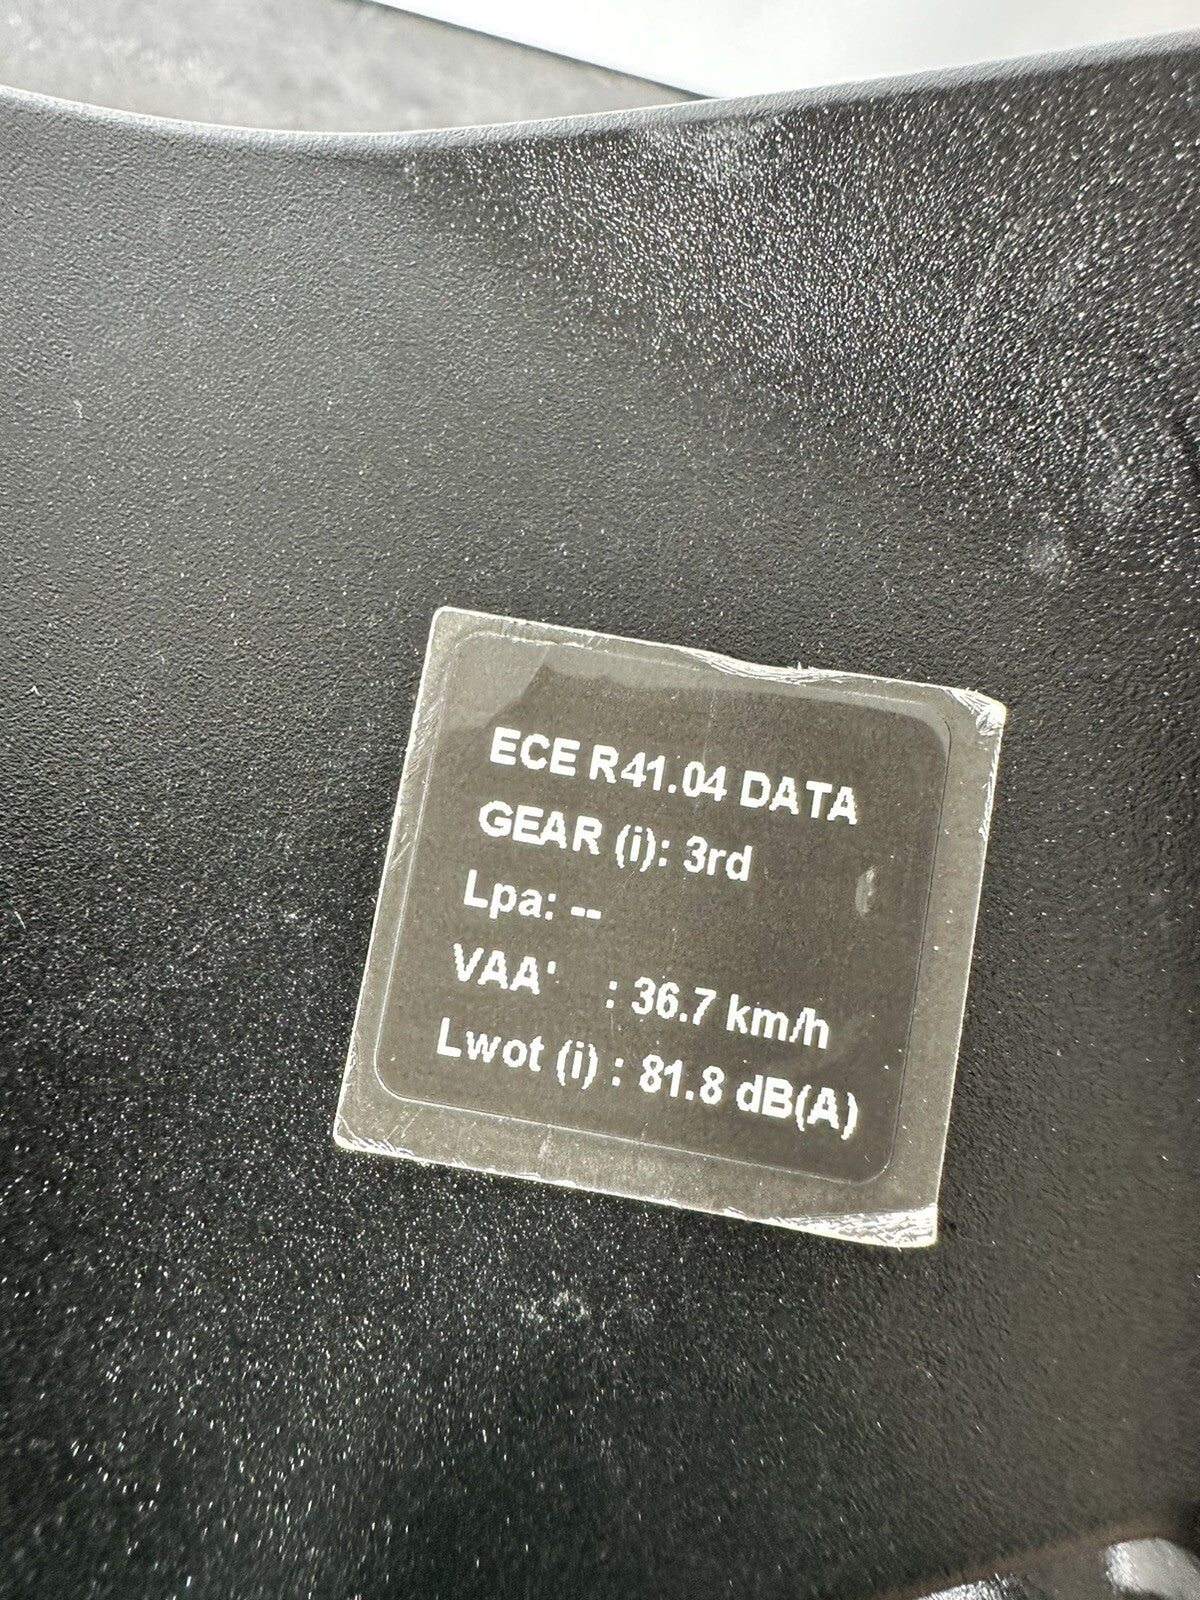 ECE R41.04 DATA
GEAR (i): 3rd
Lpa: --
VAA' : 36.7 km/h
Lwot (i) : 81.8 dB(A)